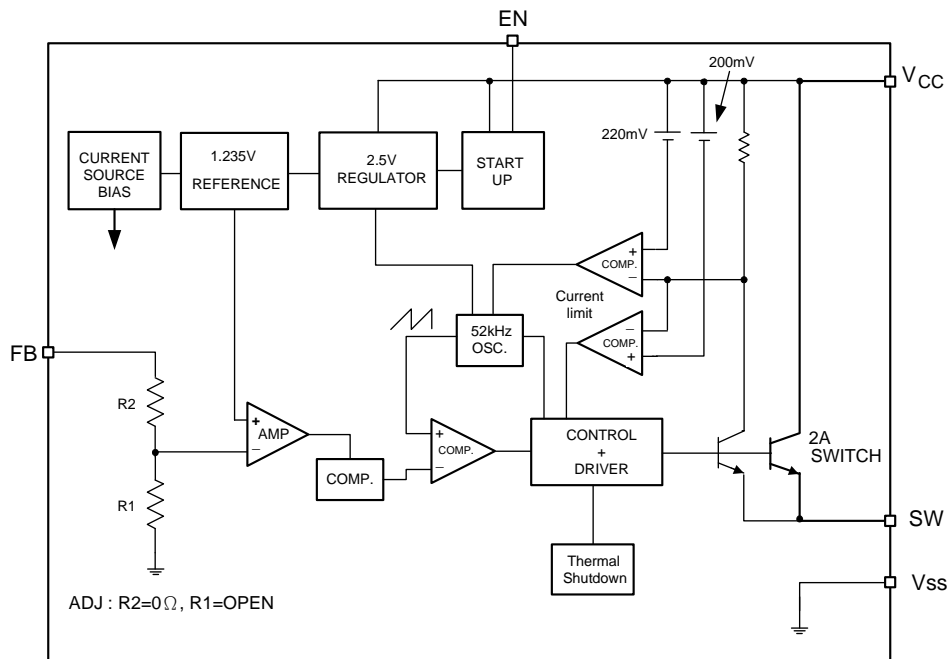 EN
200mV
VCC
220mV
CURRENT
SOURCE
BIAS
1.235V
REFERENCE
2.5V
REGULATOR
START
UP
+
COMP.
−
Current
limit
−
COMP.
+
52kHz
OSC.
FB
R2
+
AMP
−
+
COMP.
−
CONTROL
+
DRIVER
2A
SWITCH
COMP.
R1
SW
Thermal
Shutdown
Vss
ADJ : R2=0Ω, R1=OPEN